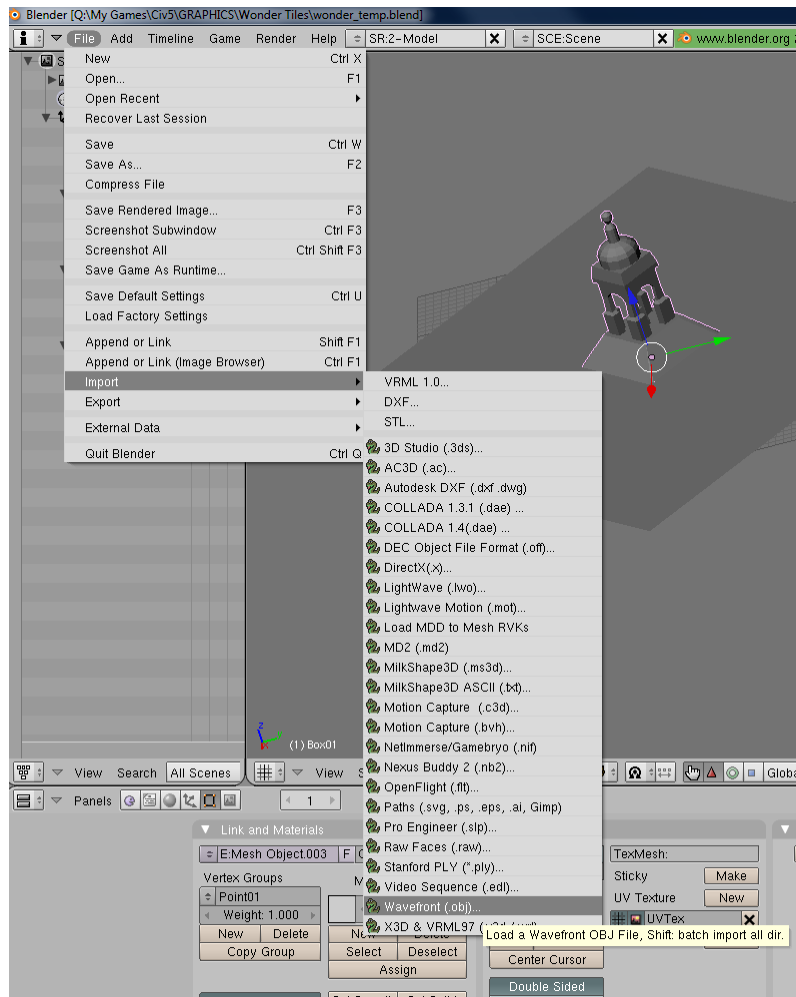 Blender [Q:\My Games\Civ5\GRAPHICS\Wonder Tiles\wonder_temp.blend]
File Add Timeline Game Render Help SR:2-Model SCE:Scene www.blender.org
New Ctrl X
Open... F1
Open Recent
Recover Last Session
Save Ctrl W
Save As... F2
Compress File
Save Rendered Image... F3
Screenshot Subwindow Ctrl F3
Screenshot All Ctrl Shift F3
Save Game As Runtime...
Save Default Settings Ctrl U
Load Factory Settings
Append or Link Shift F1
Append or Link (Image Browser) Ctrl F1
Import
Export
External Data
Quit Blender Ctrl Q
VRML 1.0...
DXF...
STL...
3D Studio (.3ds)...
AC3D (.ac)...
Autodesk DXF (.dxf .dwg)
COLLADA 1.3.1 (.dae) ...
COLLADA 1.4(.dae) ...
DEC Object File Format (.off)...
DirectX(.x)...
LightWave (.lwo)...
Lightwave Motion (.mot)...
Load MDD to Mesh RVKs
MD2 (.md2)
MilkShape3D (.ms3d)...
MilkShape3D ASCII (.txt)...
Motion Capture (.c3d)...
Motion Capture (.bvh)...
NetImmerse/Gamebryo (.nif)
Nexus Buddy 2 (.nb2)...
OpenFlight (.flt)...
Paths (.svg, .ps, .eps, .ai, Gimp)
Pro Engineer (.slp)...
Raw Faces (.raw)...
Stanford PLY (*.ply)...
Video Sequence (.edl)...
Wavefront (.obj)...
X3D & VRML97
Load a Wavefront OBJ File, Shift: batch import all dir.
z
(1) Box01
View Search All Scenes View
Panels 1
Link and Materials
E:Mesh Object.003 F
Vertex Groups
Point01
Weight: 1.000
New Delete
Copy Group
New
Select Deselect
Assign
TexMesh:
Sticky Make
UV Texture New
UVTex
Center Cursor
Double Sided